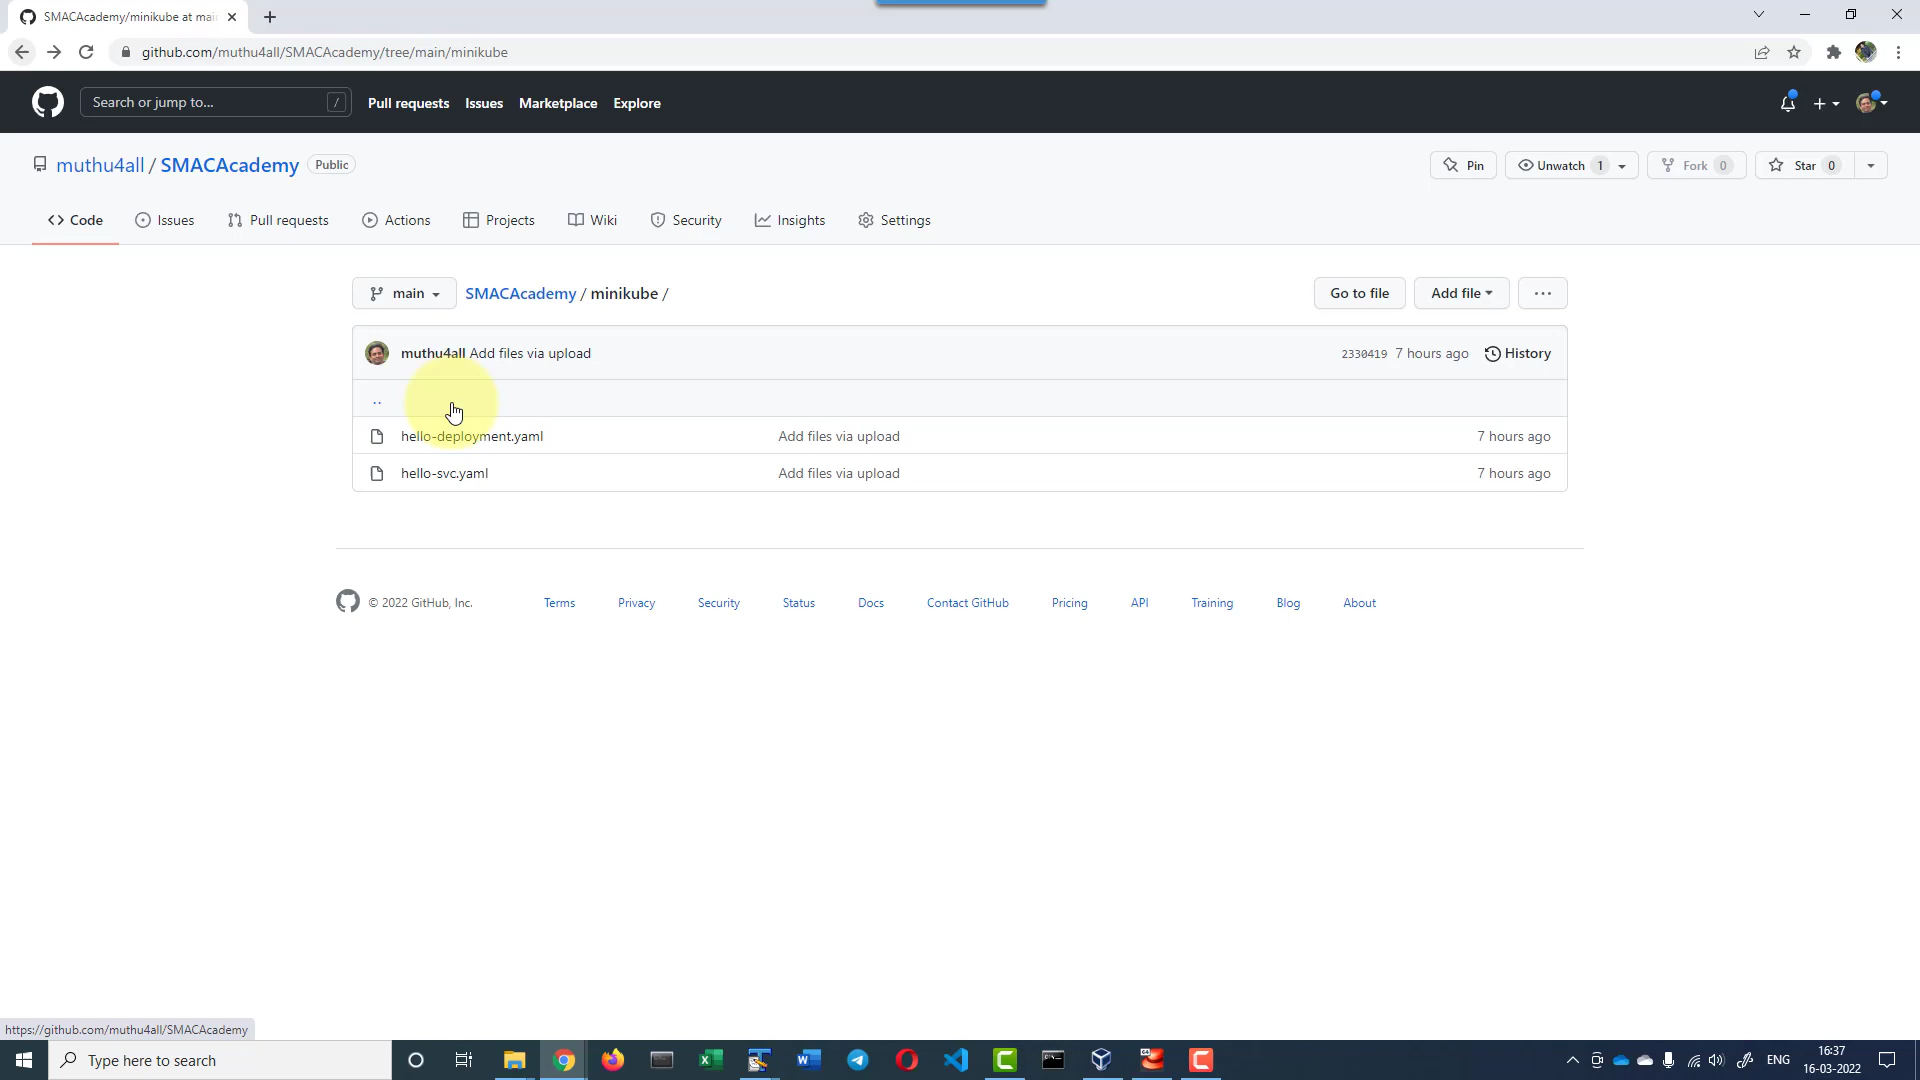 SMACAcademy/minikube at mai
github.com/muthu4all/SMACAcademy/tree/main/minikube
Search or jump to...
/
Pull requests
Issues
Marketplace
Explore
muthu4all / SMACAcademy
Public
Pin
Unwatch 1
Fork 0
Star 0
Code
Issues
Pull requests
Actions
Projects
Wiki
Security
Insights
Settings
main
SMACAcademy / minikube /
Go to file
Add file
muthu4all Add files via upload
2330419 7 hours ago
History
..
hello-deployment.yaml
Add files via upload
7 hours ago
hello-svc.yaml
Add files via upload
7 hours ago
© 2022 GitHub, Inc.
Terms
Privacy
Security
Status
Docs
Contact GitHub
Pricing
API
Training
Blog
About
https://github.com/muthu4all/SMACAcademy
Type here to search
ENG
16:37
16-03-2022